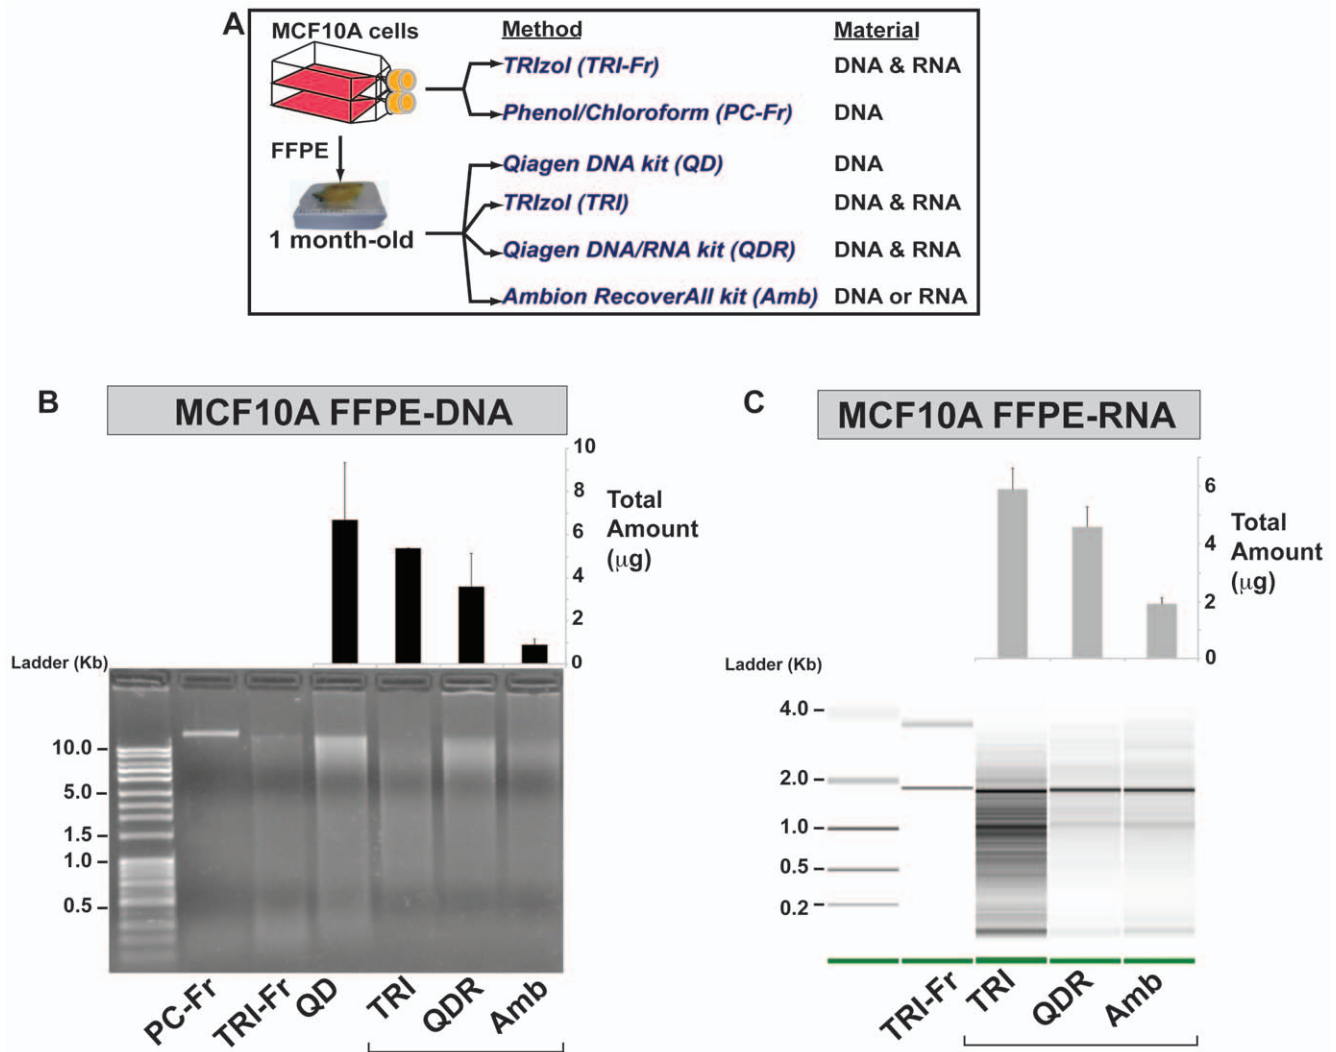 A
MCF10A cells
Method
Material
TRIzol (TRI-Fr)
DNA & RNA
Phenol/Chloroform (PC-Fr)
DNA
FFPE
Qiagen DNA kit (QD)
DNA
TRIzol (TRI)
DNA & RNA
1 month-old
Qiagen DNA/RNA kit (QDR)
DNA & RNA
Ambion RecoverAll kit (Amb)
DNA or RNA
B
MCF10A FFPE-DNA
10
8
6
4
2
0
Total
Amount
(μg)
Ladder (Kb)
10.0
5.0
1.5
1.0
0.5
PC-Fr
TRI-Fr
QD
TRI
QDR
Amb
C
MCF10A FFPE-RNA
6
4
2
0
Total
Amount
(μg)
Ladder (Kb)
4.0
2.0
1.0
0.5
0.2
TRI-Fr
TRI
QDR
Amb